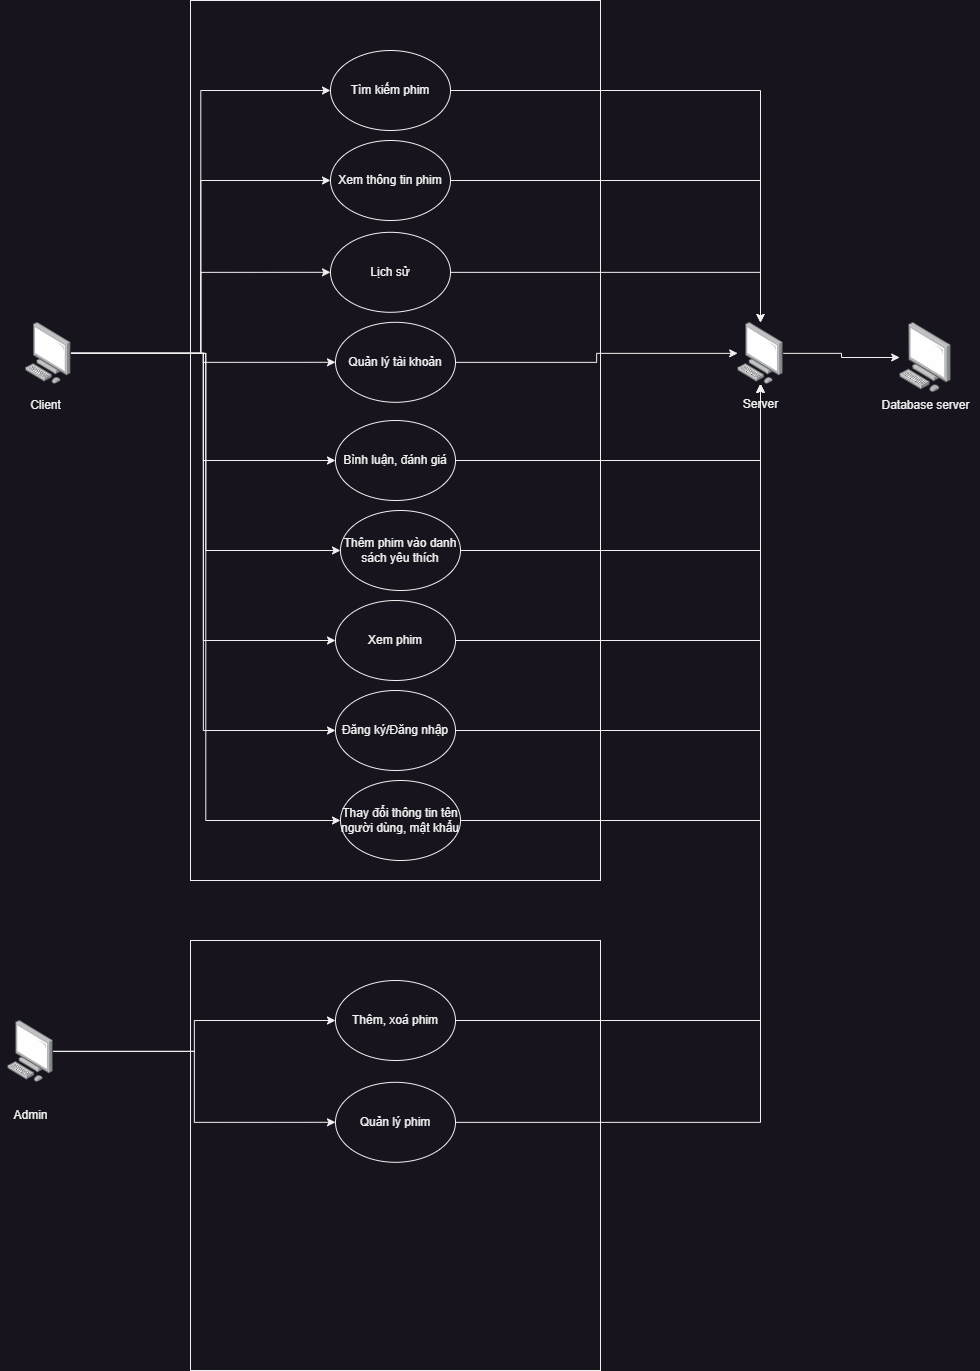 Tìm kiếm phim
Xem thông tin phim
Lịch sử
Quản lý tài khoản
Client
Server
Database server
Bình luận, đánh giá
Thêm phim vào danh
sách yêu thích
Xem phim
Đăng ký/Đăng nhập
Thay đổi thông tin tên
người dùng, mật khẩu
Thêm, xoá phim
Admin
Quản lý phim